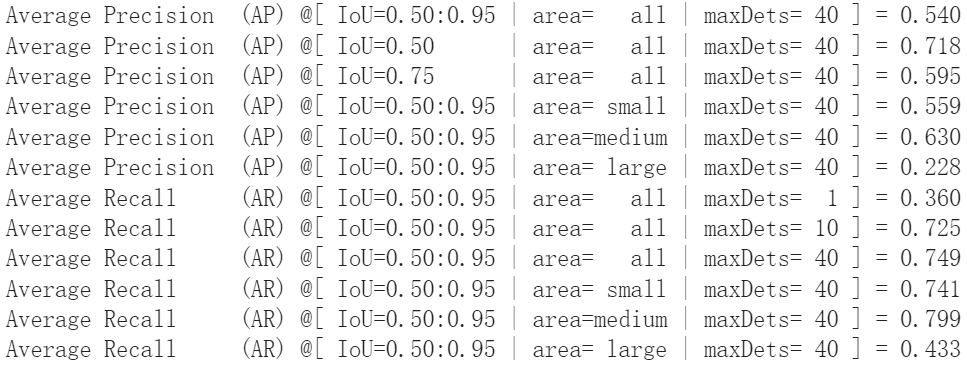 Average Precision  (AP) @[ IoU=0.50:0.95 | area=   all | maxDets= 40 ] = 0.540
Average Precision  (AP) @[ IoU=0.50      | area=   all | maxDets= 40 ] = 0.718
Average Precision  (AP) @[ IoU=0.75      | area=   all | maxDets= 40 ] = 0.595
Average Precision  (AP) @[ IoU=0.50:0.95 | area= small | maxDets= 40 ] = 0.559
Average Precision  (AP) @[ IoU=0.50:0.95 | area=medium | maxDets= 40 ] = 0.630
Average Precision  (AP) @[ IoU=0.50:0.95 | area= large | maxDets= 40 ] = 0.228
Average Recall     (AR) @[ IoU=0.50:0.95 | area=   all | maxDets=  1 ] = 0.360
Average Recall     (AR) @[ IoU=0.50:0.95 | area=   all | maxDets= 10 ] = 0.725
Average Recall     (AR) @[ IoU=0.50:0.95 | area=   all | maxDets= 40 ] = 0.749
Average Recall     (AR) @[ IoU=0.50:0.95 | area= small | maxDets= 40 ] = 0.741
Average Recall     (AR) @[ IoU=0.50:0.95 | area=medium | maxDets= 40 ] = 0.799
Average Recall     (AR) @[ IoU=0.50:0.95 | area= large | maxDets= 40 ] = 0.433